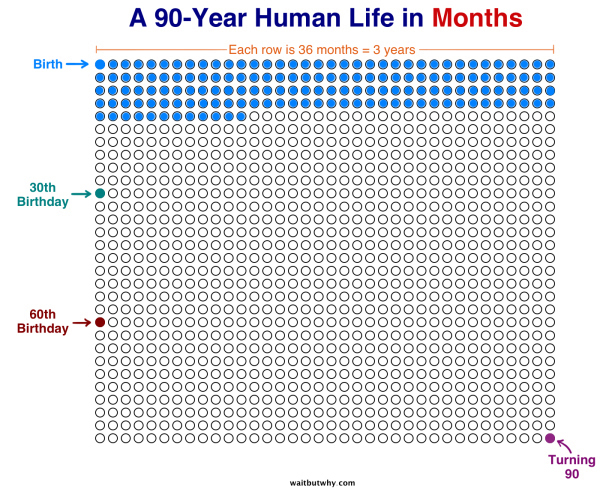 A 90-Year Human Life in Months
Each row is 36 months = 3 years
Birth
30th
Birthday
60th
Birthday
Turning
90
waitbutwhy.com